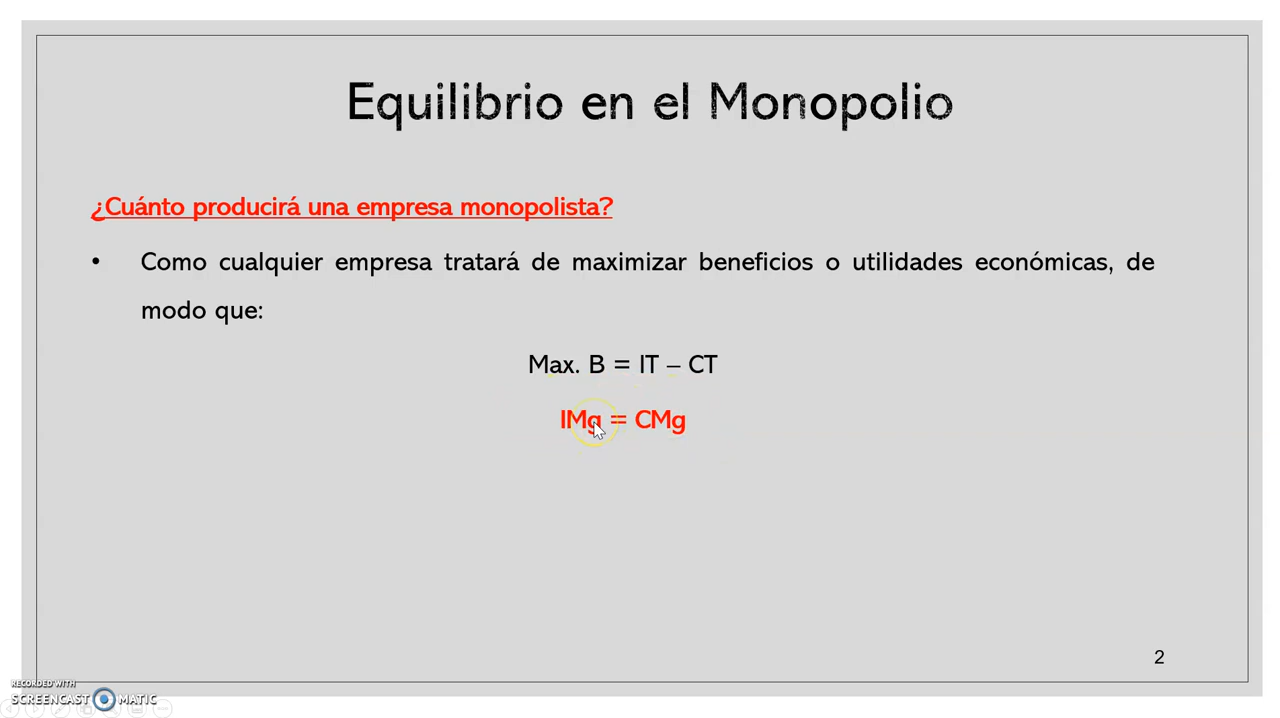 Equilibrio en el Monopolio
¿Cuánto producirá una empresa monopolista?
• Como cualquier empresa tratará de maximizar beneficios o utilidades económicas, de
modo que:
Max. B = IT – CT
IMg = CMg
2
RECORDED WITH
SCREENCAST MATIC